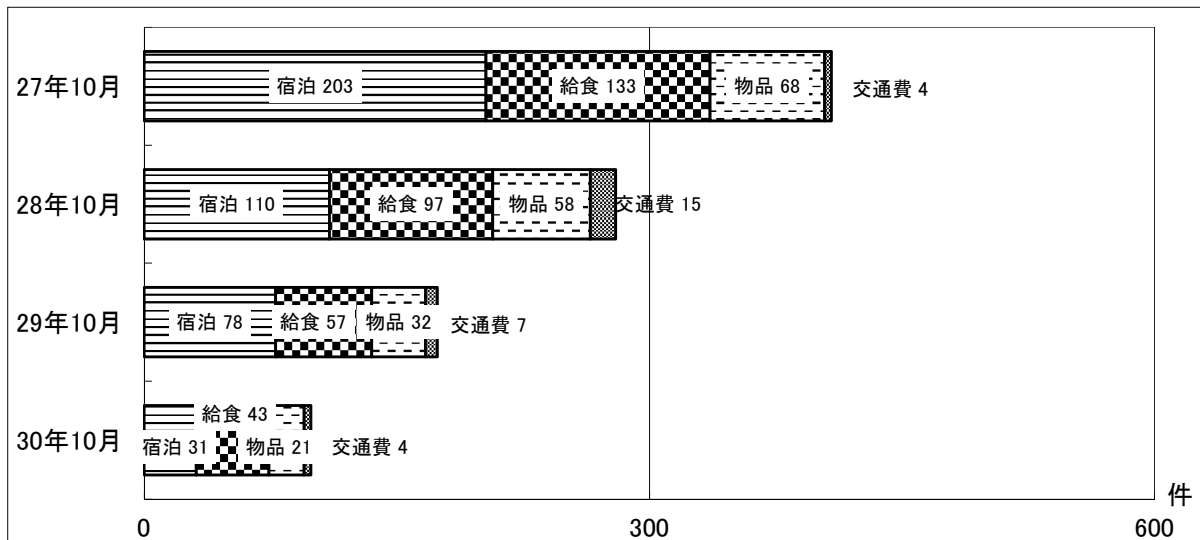 27年10月
宿泊 203
給食 133
物品 68
交通費 4
28年10月
宿泊 110
給食 97
物品 58
交通費 15
29年10月
宿泊 78
給食 57
物品 32
交通費 7
30年10月
給食 43
宿泊 31
物品 21
交通費 4
件
0
300
600